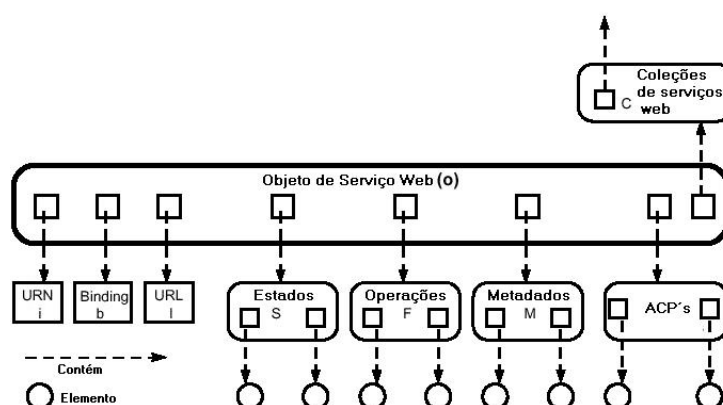 Coleções
de serviços
web
C
Objeto de Serviço Web (o)
URN
i
Binding
b
URL
l
Estados
S
Operações
F
Metadados
M
ACP´s
Contém
Elemento